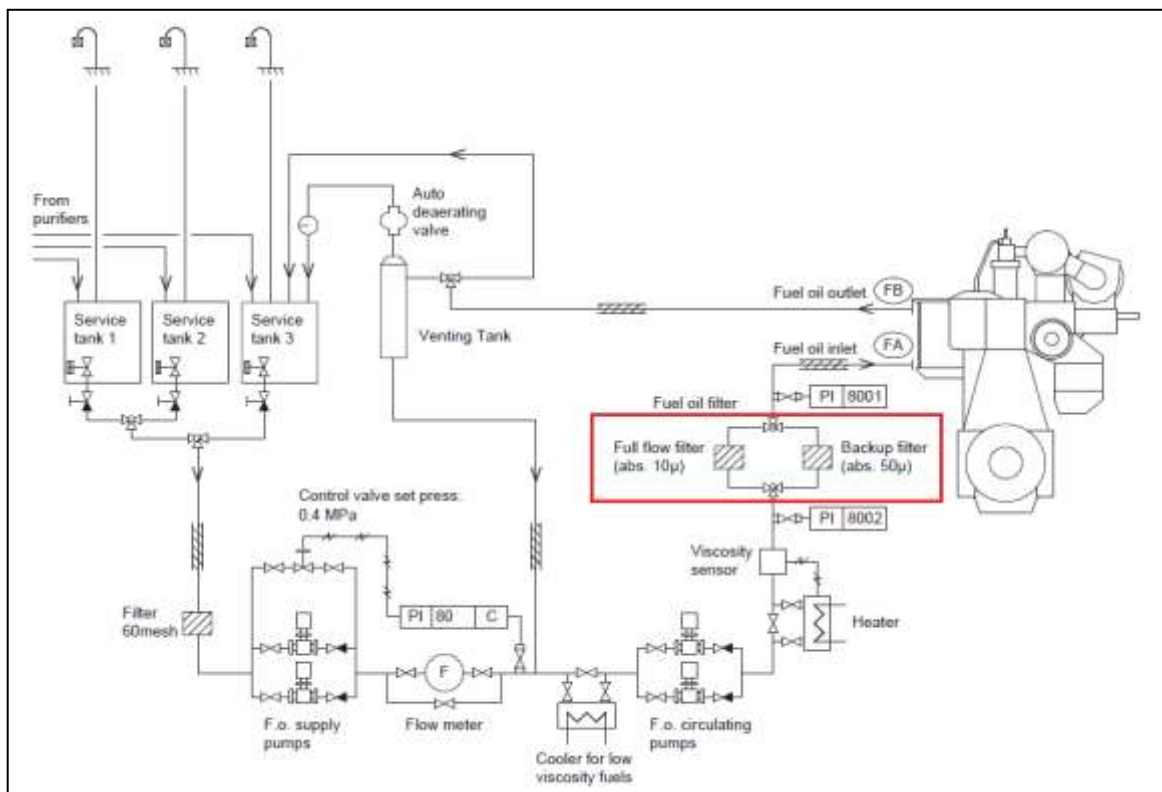 From
purifiers
Auto
deaerating
valve
Service
tank 1
Service
tank 2
Service
tank 3
Venting Tank
Fuel oil outlet
FB
Fuel oil inlet
FA
PI 8001
Fuel oil filter
Full flow filter
(abs. 10µ)
Backup filter
(abs. 50µ)
PI 8002
Control valve set press:
0.4 MPa
Viscosity
sensor
Filter
60mesh
PI 80 C
Heater
F
F.o. supply
pumps
Flow meter
F.o. circulating
pumps
Cooler for low
viscosity fuels